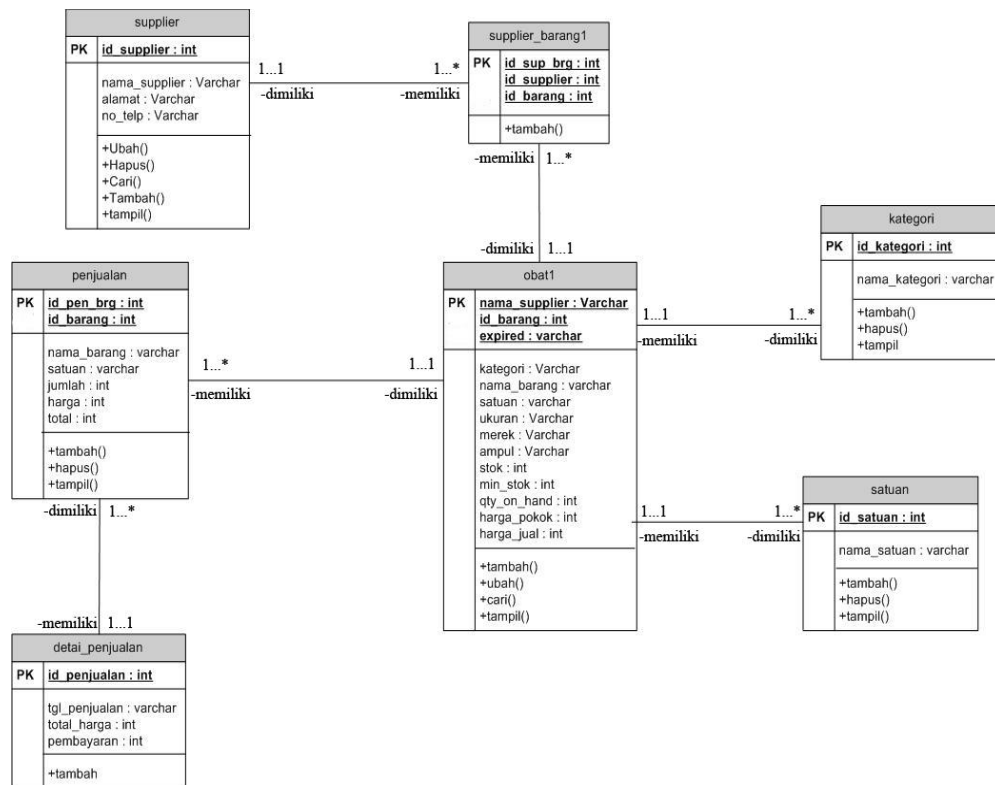 supplier
PK id_supplier : int
nama_supplier : Varchar
alamat : Varchar
no_telp : Varchar
+Ubah()
+Hapus()
+Cari()
+Tambah()
+tampil()
1...1
-dimiliki
1...*
-memiliki
supplier_barang1
PK id_sup_brg : int
id_supplier : int
id_barang : int
+tambah()
-memiliki 1...*
-dimiliki 1...1
kategori
PK id_kategori : int
nama_kategori : varchar
+tambah()
+hapus()
+tampil
penjualan
PK id_pen_brg : int
id_barang : int
nama_barang : varchar
satuan : varchar
jumlah : int
harga : int
total : int
+tambah()
+hapus()
+tampil()
1...*
-memiliki
1...1
-dimiliki
obat1
PK nama_supplier : Varchar
id_barang : int
expired : varchar
kategori : Varchar
nama_barang : varchar
satuan : varchar
ukuran : Varchar
merek : Varchar
ampul : Varchar
stok : int
min_stok : int
qty_on_hand : int
harga_pokok : int
harga_jual : int
+tambah()
+ubah()
+cari()
+tampil()
1...1
-memiliki
1...*
-dimiliki
1...1
-memiliki
1...*
-dimiliki
satuan
PK id_satuan : int
nama_satuan : varchar
+tambah()
+hapus()
+tampil()
-dimiliki 1...*
-memiliki 1...1
detai_penjualan
PK id_penjualan : int
tgl_penjualan : varchar
total_harga : int
pembayaran : int
+tambah